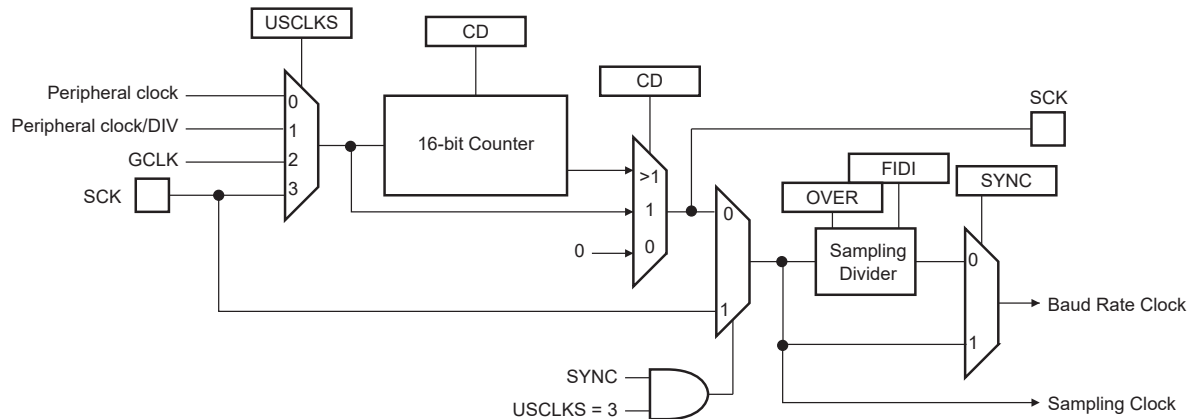 USCLKS
CD
CD
Peripheral clock
0
Peripheral clock/DIV
1
16-bit Counter
GCLK
2
SCK
3
SCK
>1
1
0
0
FIDI
OVER
SYNC
0
Sampling
Divider
0
1
Baud Rate Clock
1
SYNC
USCLKS = 3
Sampling Clock